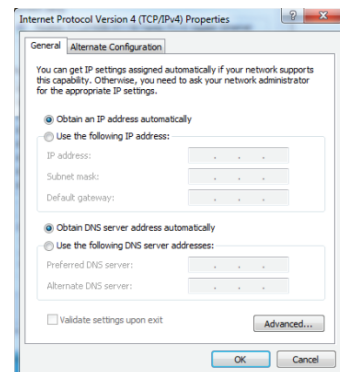 Internet Protocol Version 4 (TCP/IPv4) Properties
General
Alternate Configuration
You can get IP settings assigned automatically if your network supports
this capability. Otherwise, you need to ask your network administrator
for the appropriate IP settings.
Obtain an IP address automatically
Use the following IP address:
IP address:
Subnet mask:
Default gateway:
Obtain DNS server address automatically
Use the following DNS server addresses:
Preferred DNS server:
Alternate DNS server:
Validate settings upon exit
Advanced...
OK
Cancel